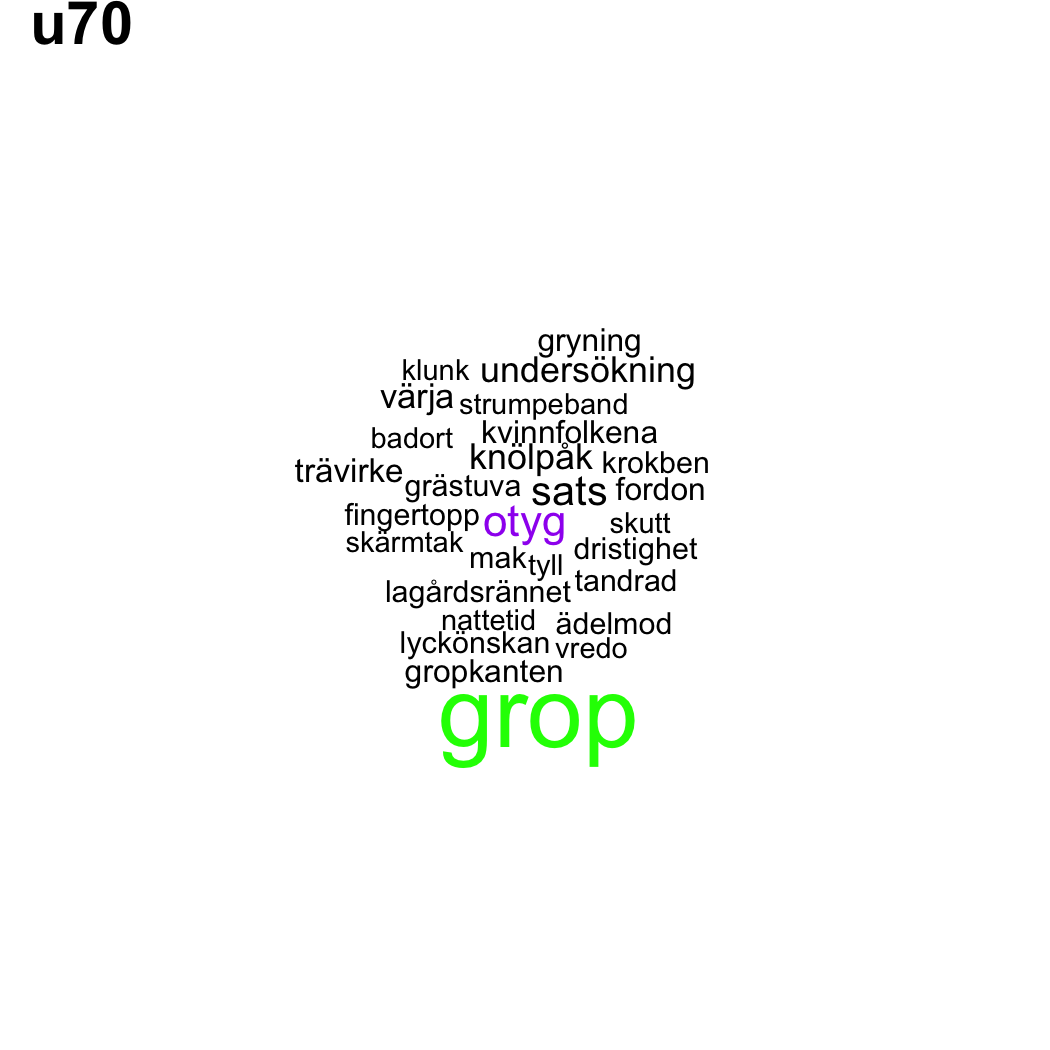 u70
gryning
klunk undersökning
värja strumpeband
badort kvinnfolkena
knölpåk krokben
trävirke grästuva sats fordon
fingertopp otyg skutt
skärmtak mak tyll dristighet
lagårdsrännet tandrad
nattetid ädelmod
lyckönskan vredo
gropkanten
grop